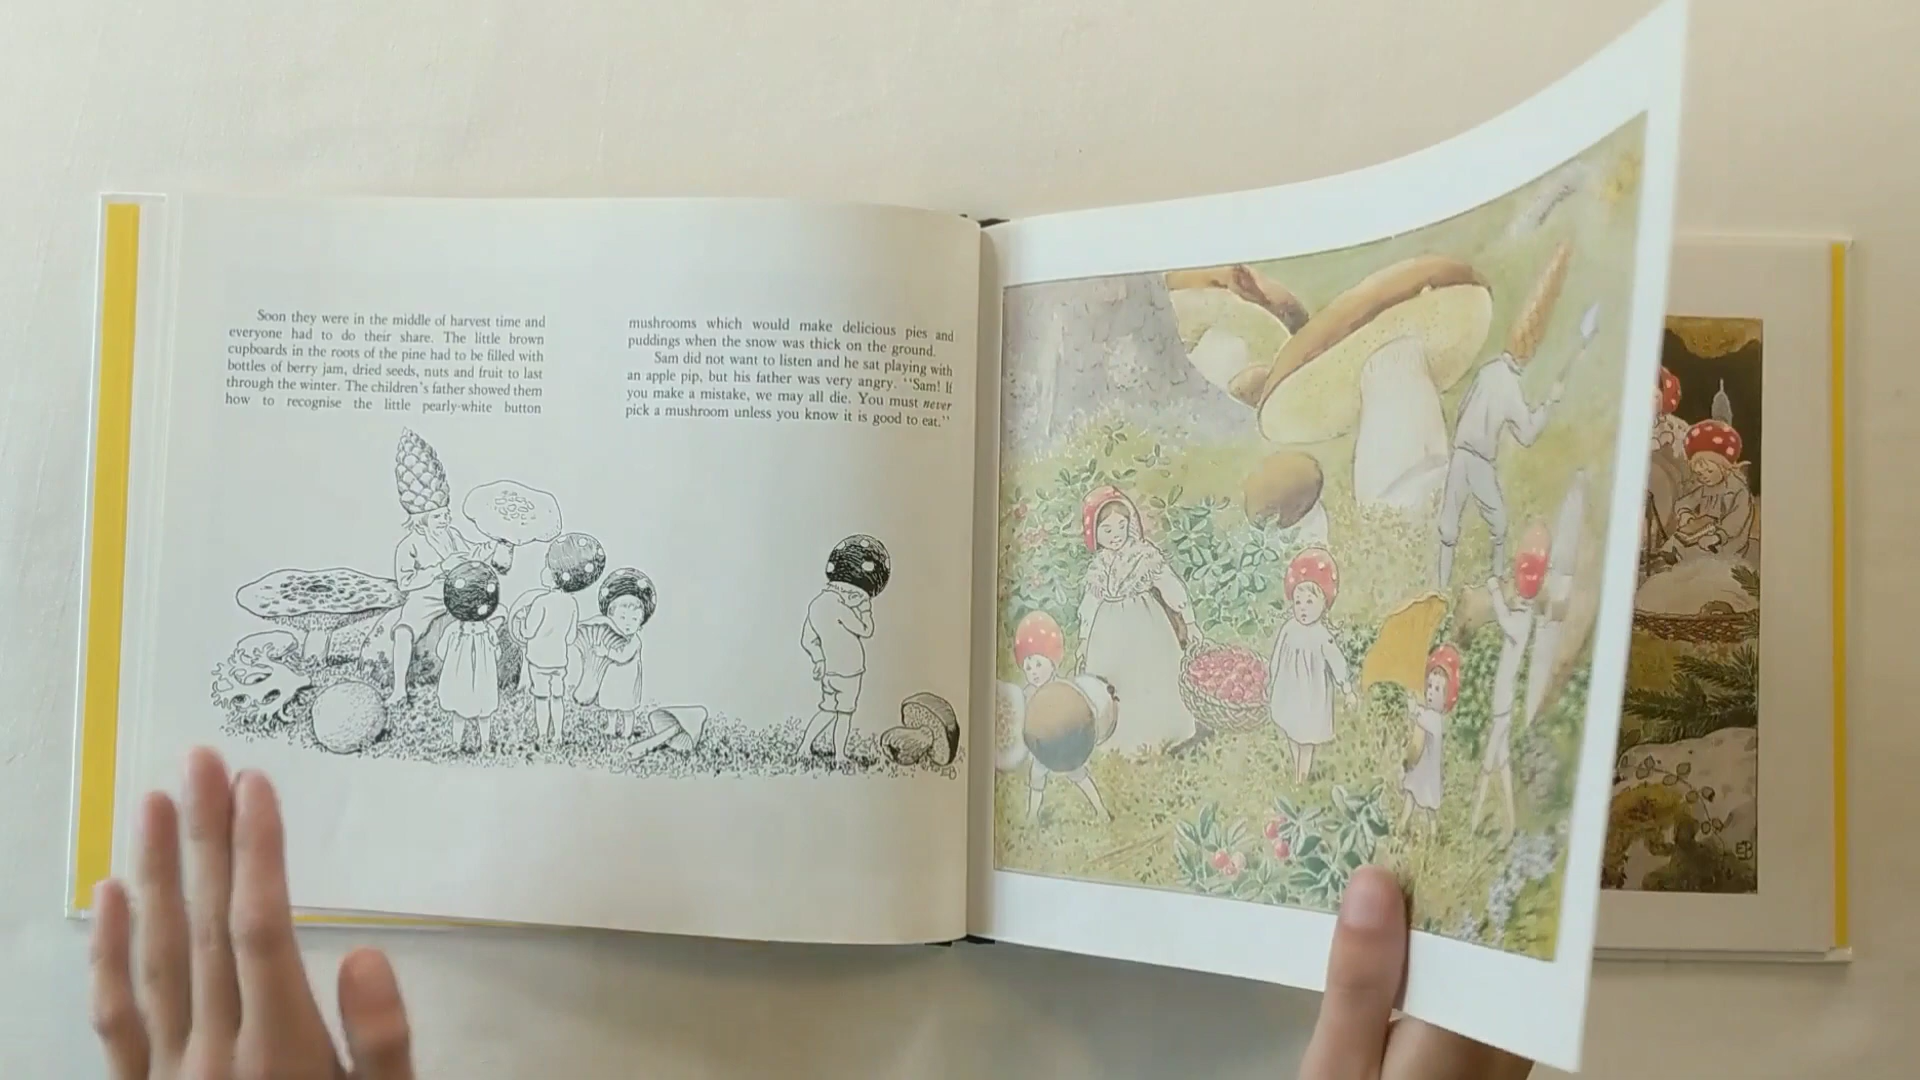 Soon they were in the middle of harvest time and
everyone had to do their share. The little brown
cupboards in the roots of the pine had to be filled with
bottles of berry jam, dried seeds, nuts and fruit to last
through the winter. The children's father showed them
how to recognise the little pearly-white button
mushrooms which would make delicious pies and
puddings when the snow was thick on the ground.
Sam did not want to listen and he sat playing with
an apple pip, but his father was very angry. "Sam! If
you make a mistake, we may all die. You must never
pick a mushroom unless you know it is good to eat."
EB
EB